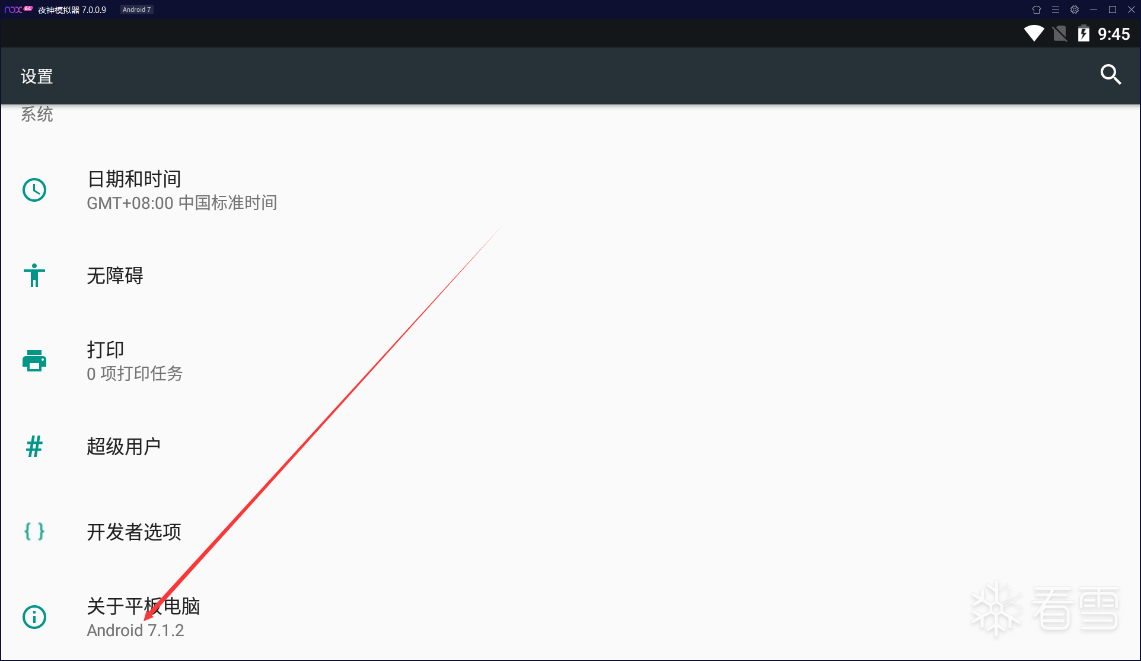 nox 夜神模拟器 7.0.0.9 Android 7
9:45
设置
系统
日期和时间
GMT+08:00 中国标准时间
无障碍
打印
0 项打印任务
#
超级用户
{ }
开发者选项
关于平板电脑
Android 7.1.2
看雪